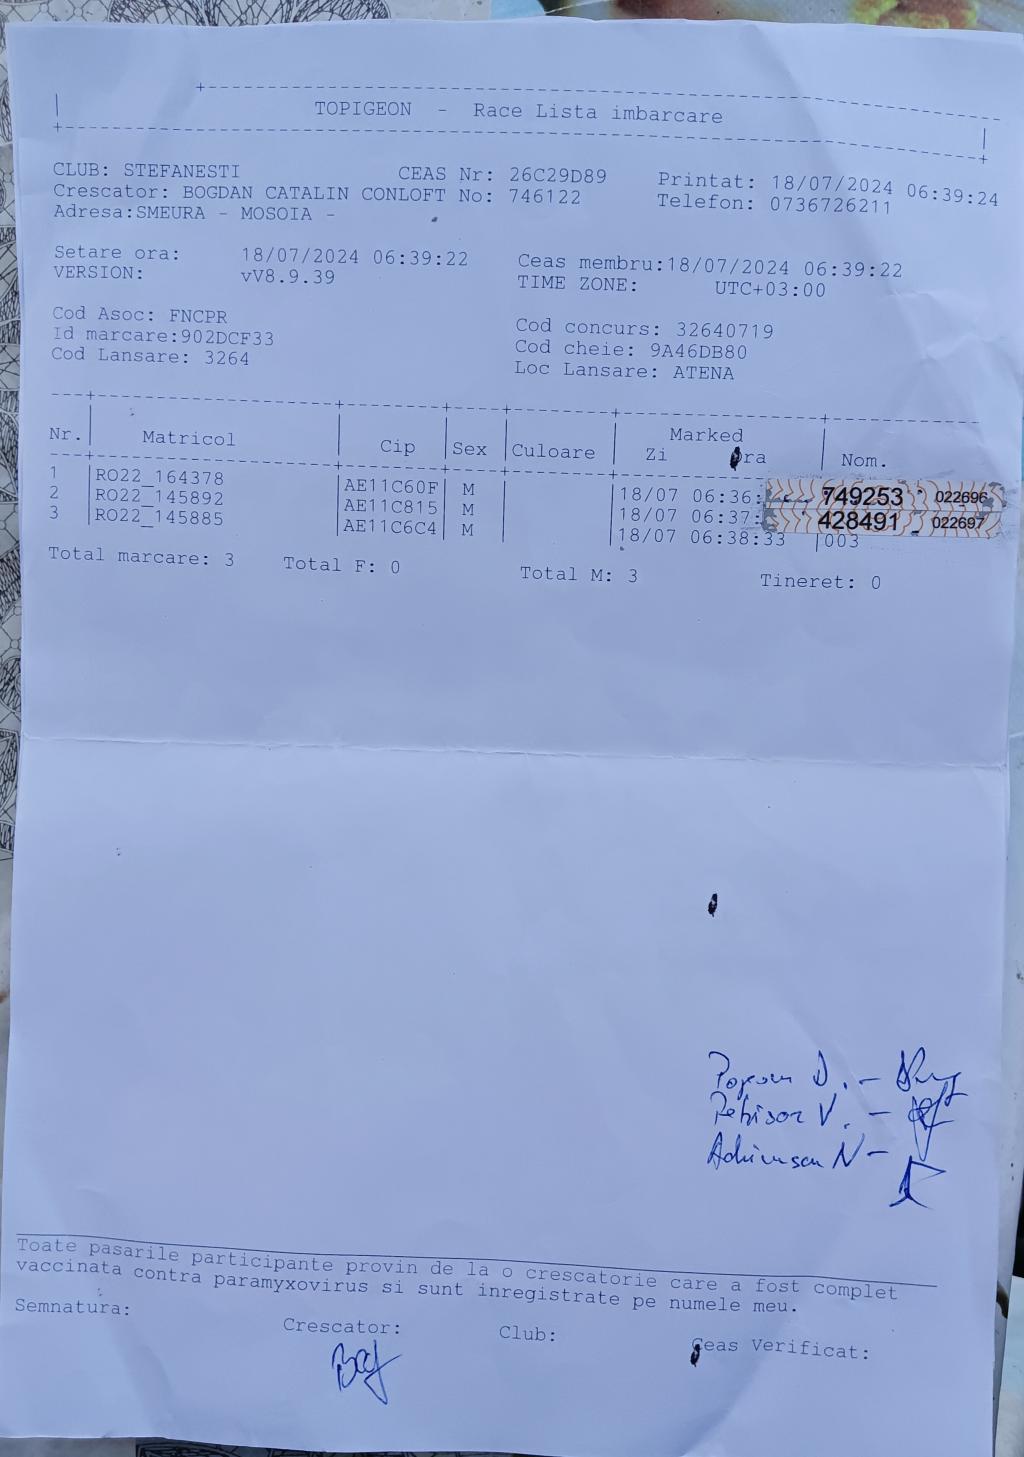 TOPIGEON - Race Lista imbarcare
CLUB: STEFANESTI CEAS Nr: 26C29D89 Printat: 18/07/2024 06:39:24
Crescator: BOGDAN CATALIN CONLOFT No: 746122 Telefon: 0736726211
Adresa:SMEURA - MOSOIA -
Setare ora: 18/07/2024 06:39:22 Ceas membru:18/07/2024 06:39:22
VERSION: vV8.9.39 TIME ZONE: UTC+03:00
Cod Asoc: FNCPR Cod concurs: 32640719
Id marcare:902DCF33 Cod cheie: 9A46DB80
Cod Lansare: 3264 Loc Lansare: ATENA
Nr. Matricol Cip Sex Culoare Marked Zi Ora Nom.
1 RO22_164378 AE11C60F M 18/07 06:36: 749253 022696
2 RO22_145892 AE11C815 M 18/07 06:37: 428491 022697
3 RO22_145885 AE11C6C4 M 18/07 06:38:33 003
Total marcare: 3 Total F: 0 Total M: 3 Tineret: 0
D. -
V. -
N -
Toate pasarile participante provin de la o crescatorie care a fost complet
vaccinata contra paramyxovirus si sunt inregistrate pe numele meu.
Semnatura: Crescator: Club: Ceas Verificat: